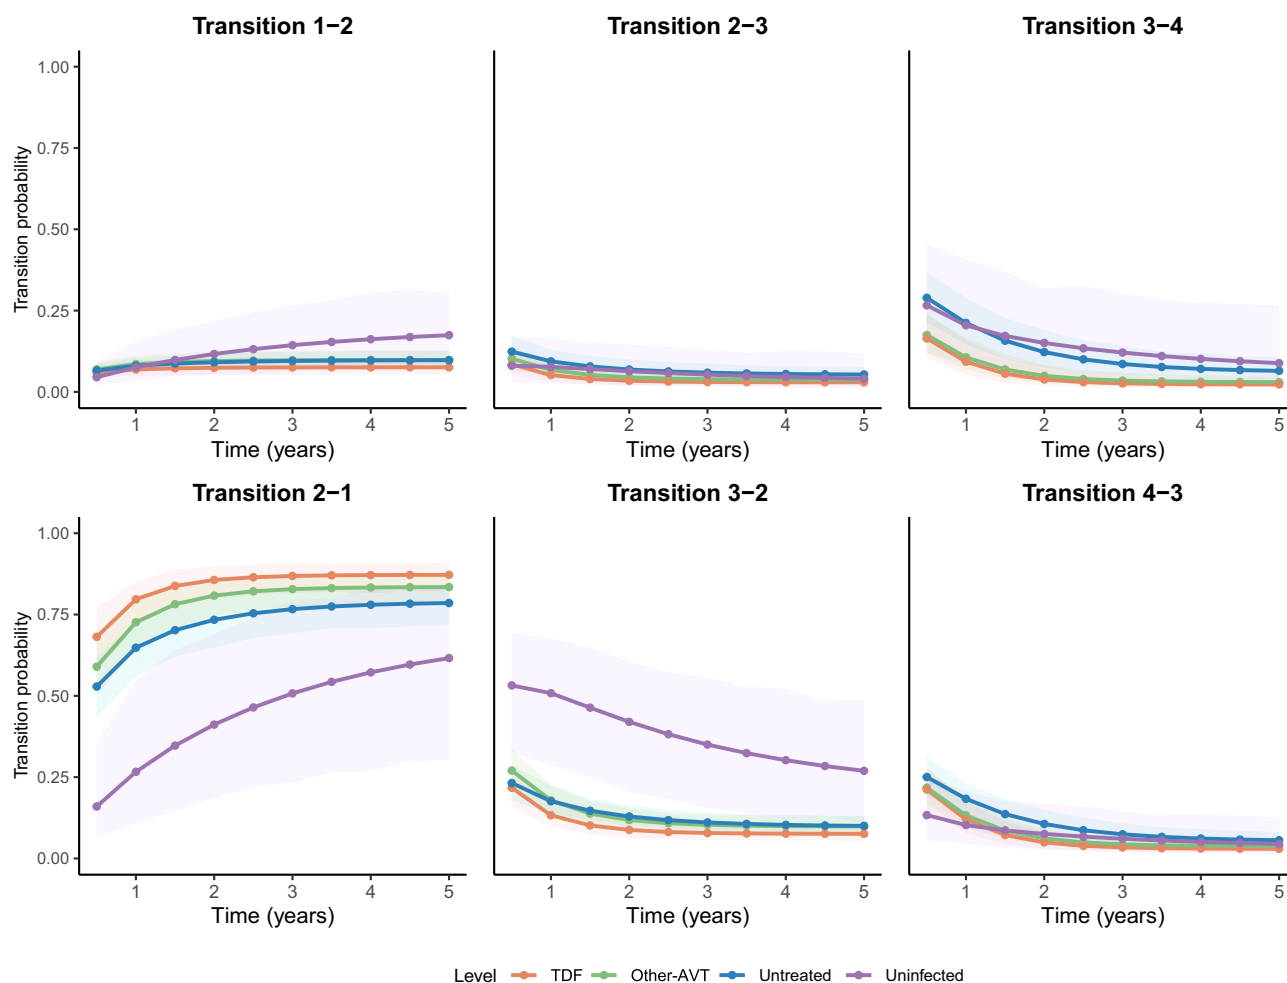 Transition 1−2
Transition 2−3
Transition 3−4
1.00
0.75
0.50
0.25
0.00
Transition probability
1 2 3 4 5
1 2 3 4 5
1 2 3 4 5
Time (years)
Time (years)
Time (years)
Transition 2−1
Transition 3−2
Transition 4−3
1.00
0.75
0.50
0.25
0.00
Transition probability
1 2 3 4 5
1 2 3 4 5
1 2 3 4 5
Time (years)
Time (years)
Time (years)
Level TDF Other-AVT Untreated Uninfected